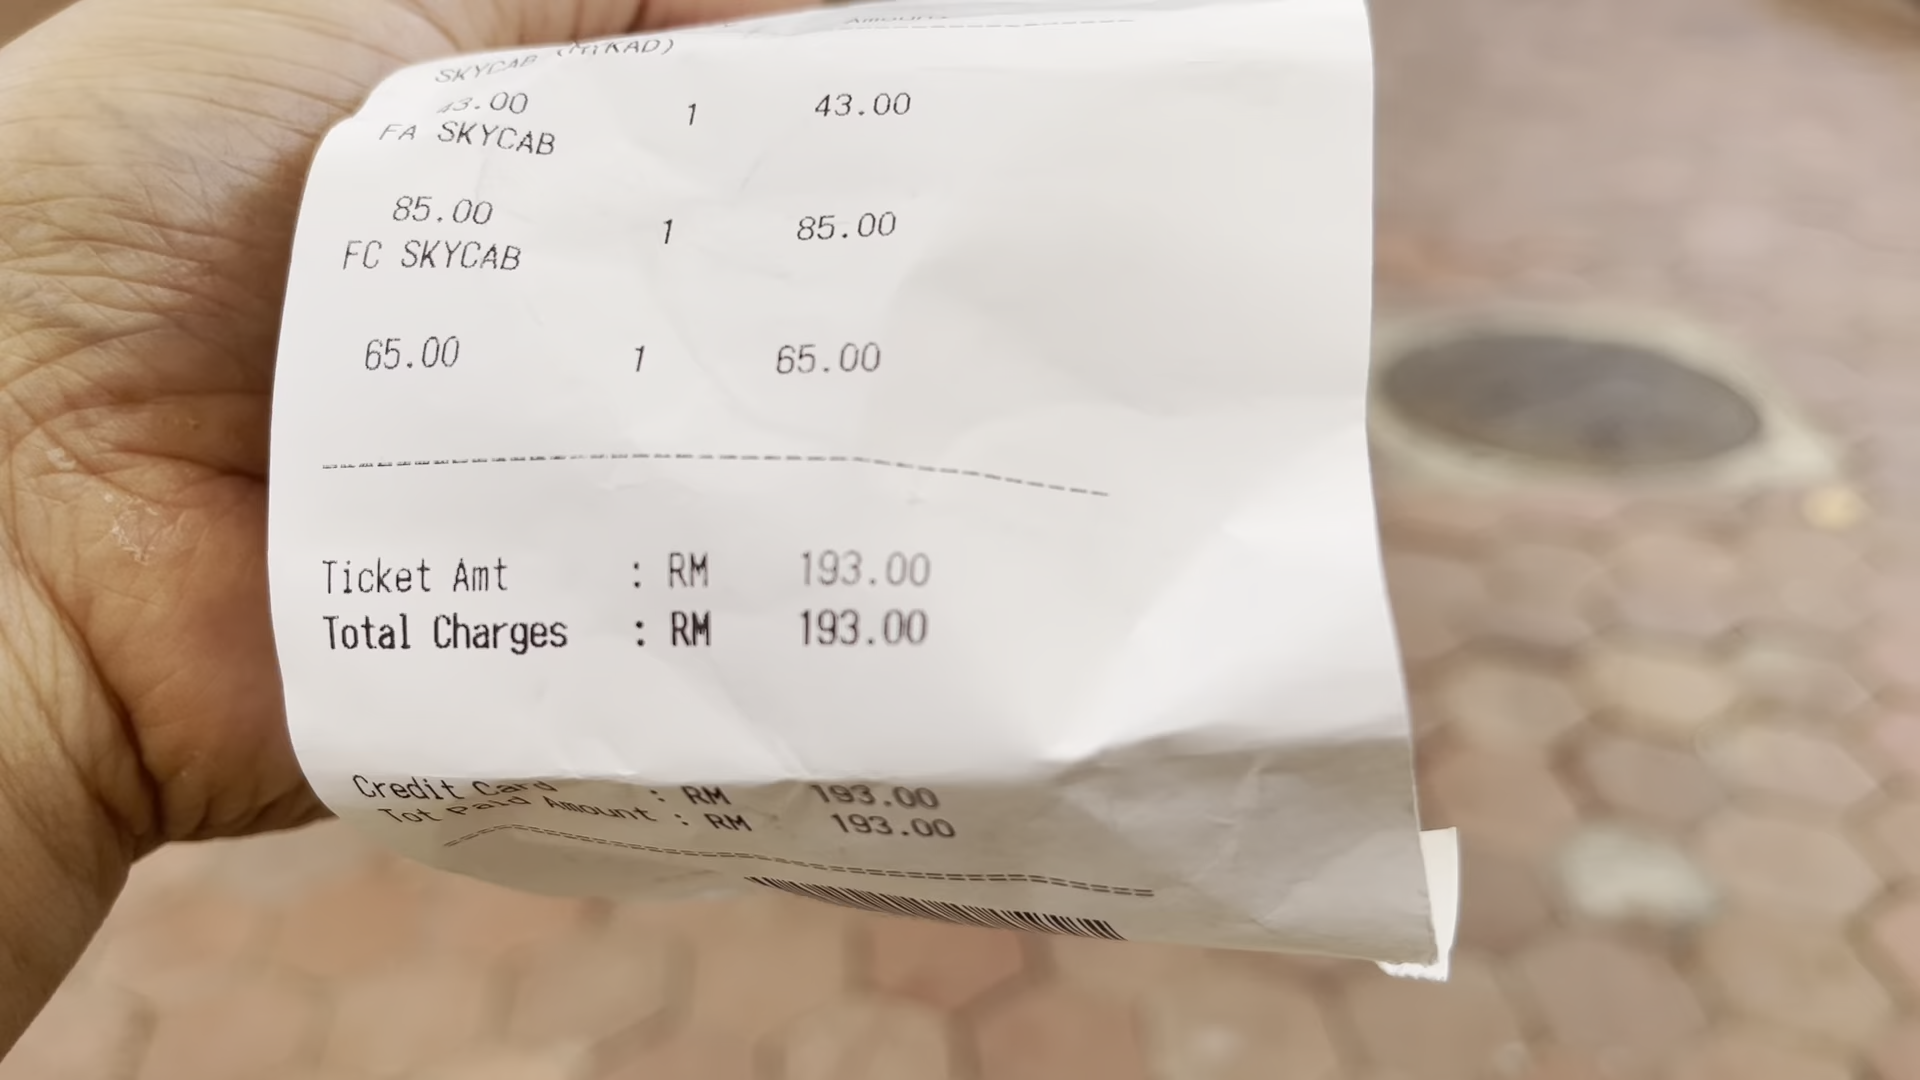 Amount
SKYCAB (MYKAD)
43.00 1 43.00
FA SKYCAB
85.00 1 85.00
FC SKYCAB
65.00 1 65.00
Ticket Amt : RM 193.00
Total Charges : RM 193.00
Credit Card : RM 193.00
Tot Paid Amount : RM 193.00